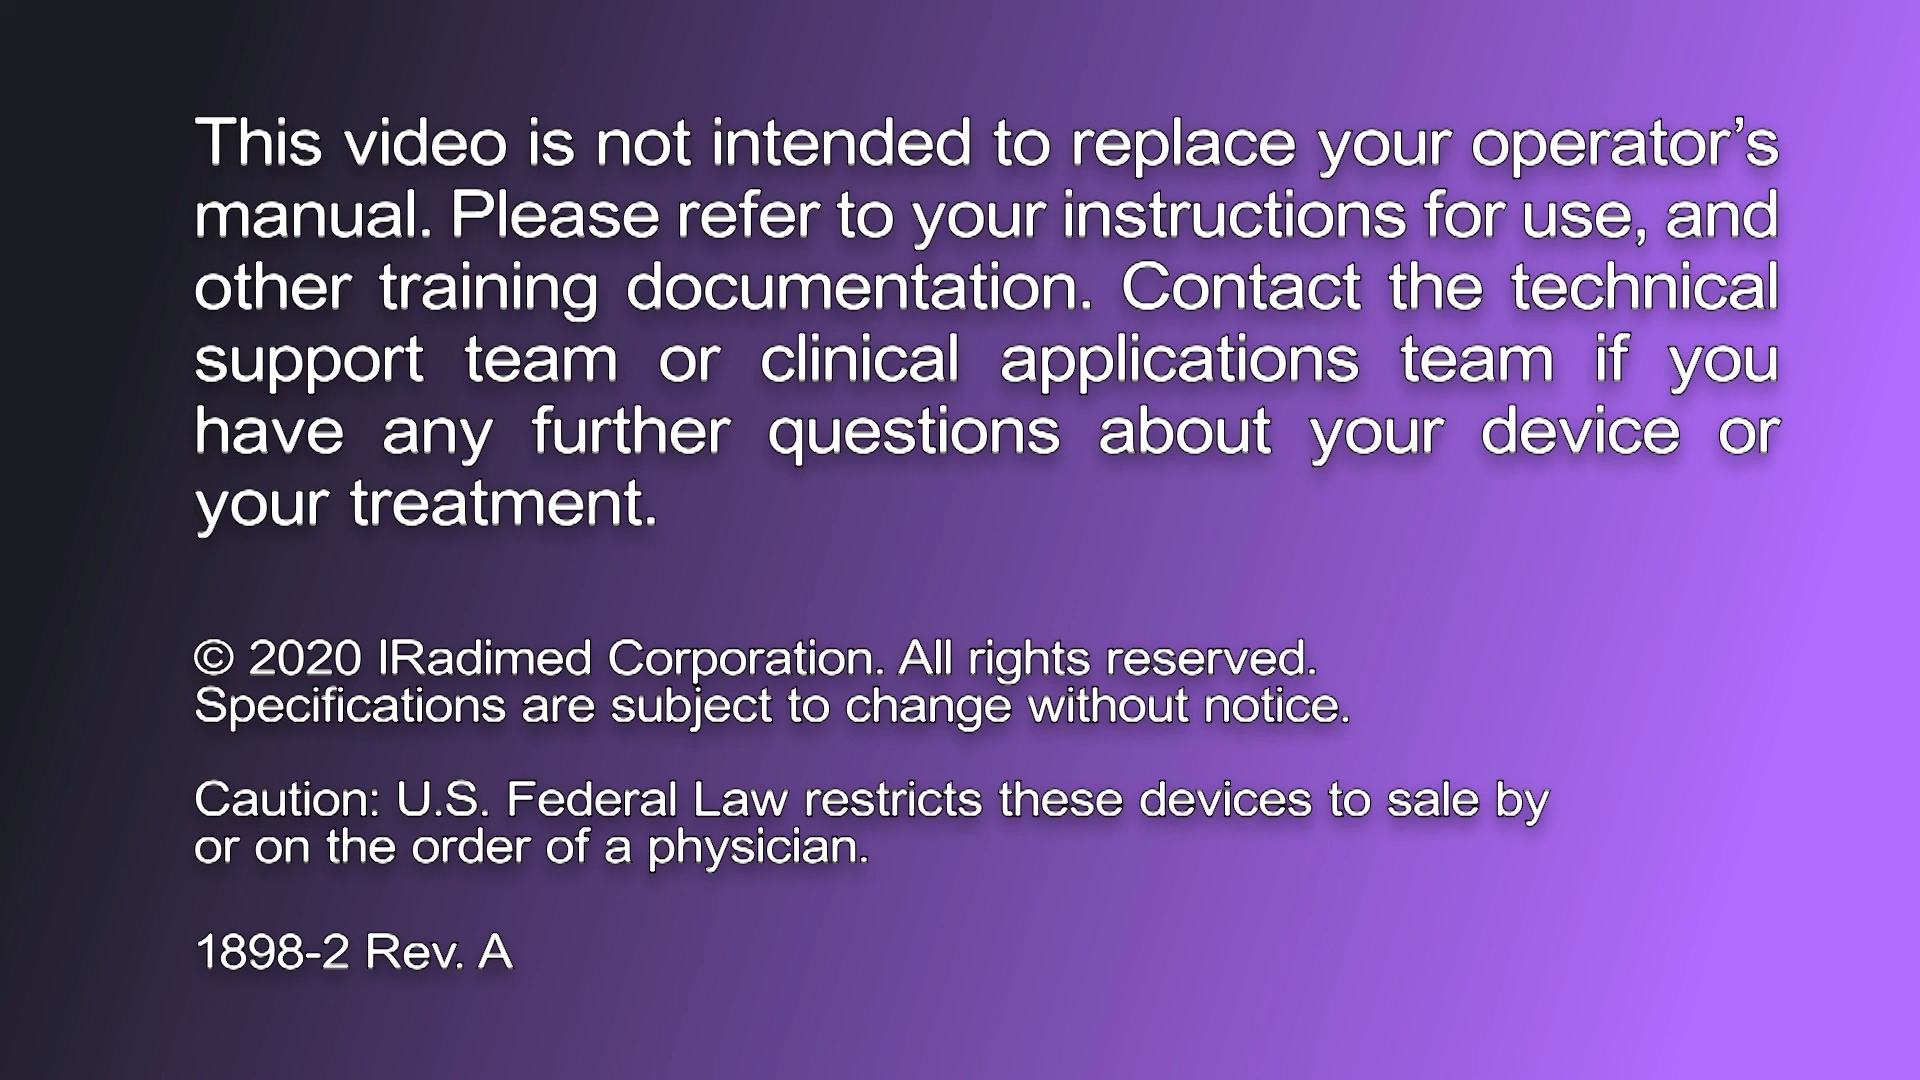 This video is not intended to replace your operator’s
manual. Please refer to your instructions for use, and
other training documentation. Contact the technical
support team or clinical applications team if you
have any further questions about your device or
your treatment.
© 2020 IRadimed Corporation. All rights reserved.
Specifications are subject to change without notice.
Caution: U.S. Federal Law restricts these devices to sale by
or on the order of a physician.
1898-2 Rev. A